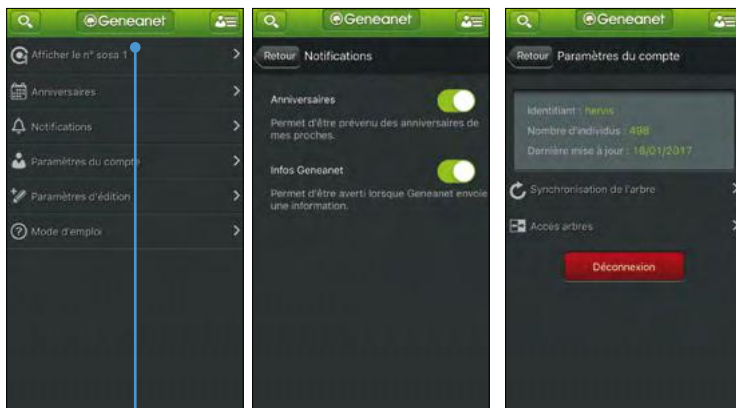 Geneanet
Afficher le n° sosa 1
Anniversaires
Notifications
Paramètres du compte
Paramètres d'édition
Mode d'emploi
Geneanet
Retour Notifications
Anniversaires
Permet d'être prévenu des anniversaires de
mes proches.
Infos Geneanet
Permet d'être averti lorsque Geneanet envoie
une information.
Geneanet
Retour Paramètres du compte
Identifiant : hervis
Nombre d'individus : 498
Dernière mise à jour : 16/01/2017
Synchronisation de l'arbre
Accès arbres
Déconnexion